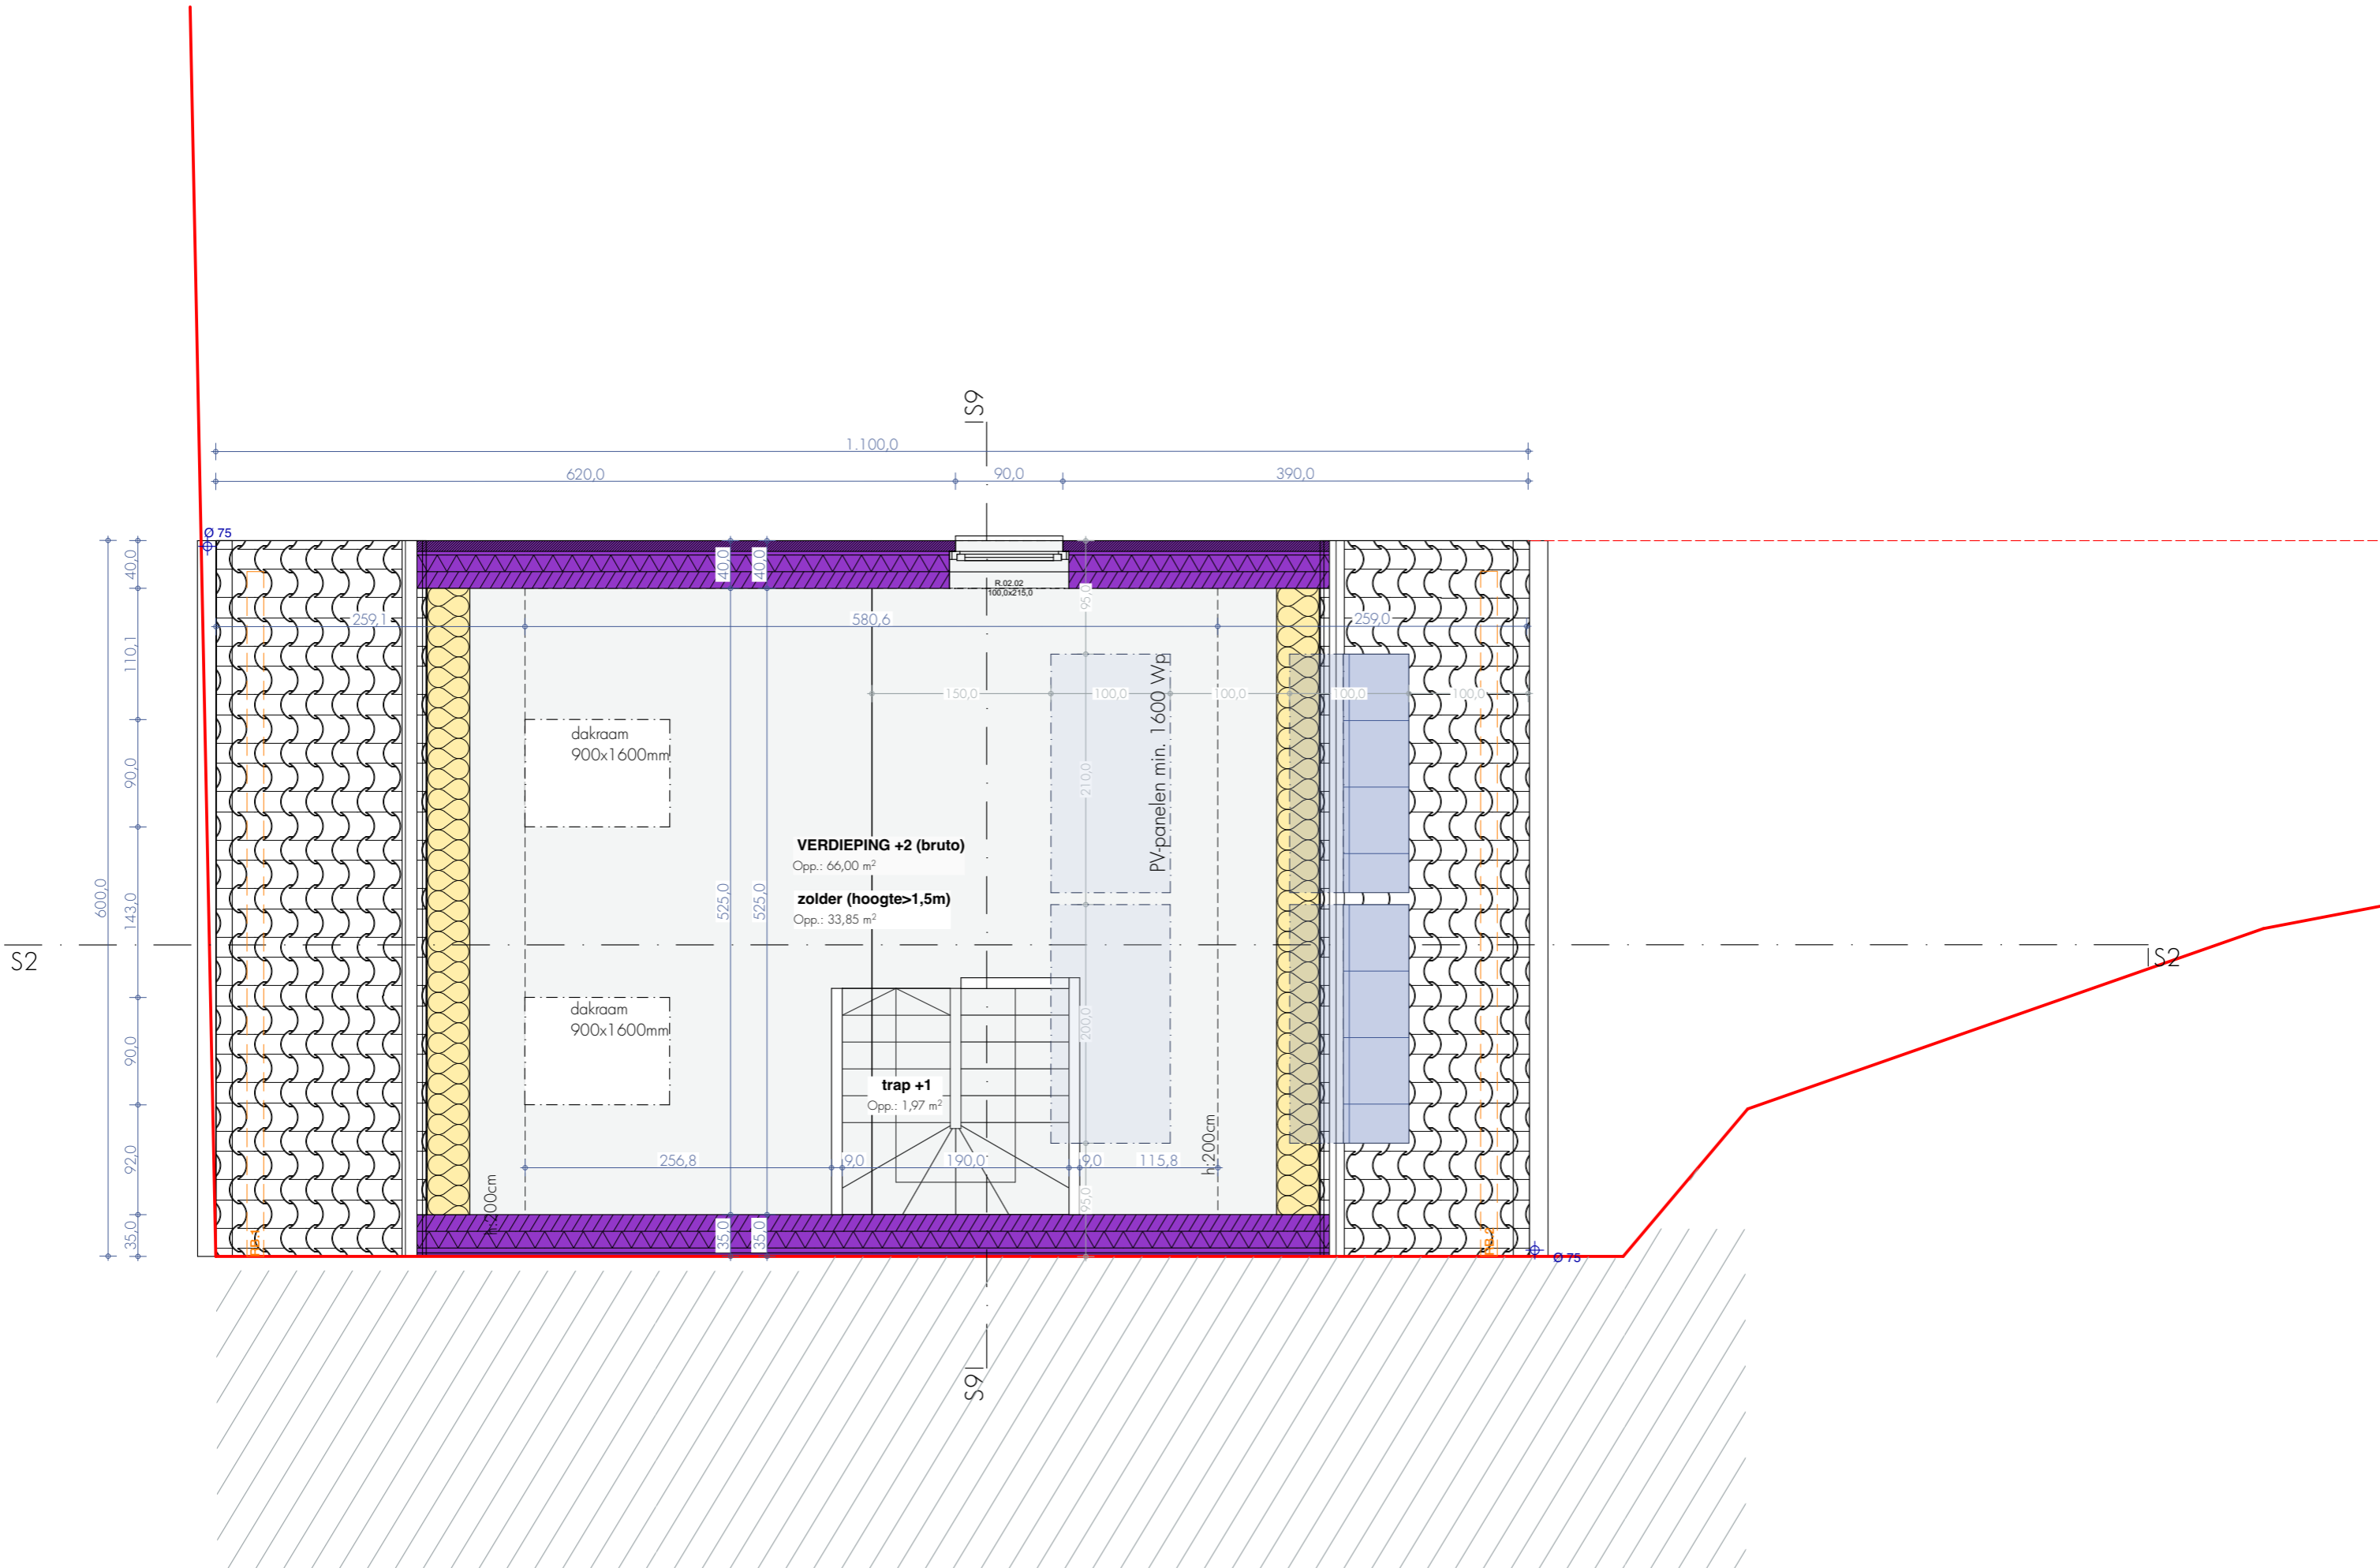 S9
1.100,0
620,0
90,0
390,0
Ø 75
40,0
110,1
90,0
143,0
90,0
92,0
35,0
600,0
40,0
40,0
R.02.02
100,0x215,0
95,0
259,1
580,6
259,0
150,0
100,0
100,0
100,0
100,0
dakraam
900x1600mm
PV-panelen min. 1600 Wp
210,0
VERDIEPING +2 (bruto)
Opp.: 66,00 m²
zolder (hoogte>1,5m)
Opp.: 33,85 m²
525,0
525,0
S2
S2
dakraam
900x1600mm
200,0
trap +1
Opp.: 1,97 m²
256,8
9,0
190,0
9,0
115,8
h:200cm
h:200cm
95,0
35,0
35,0
Ø 75
S9